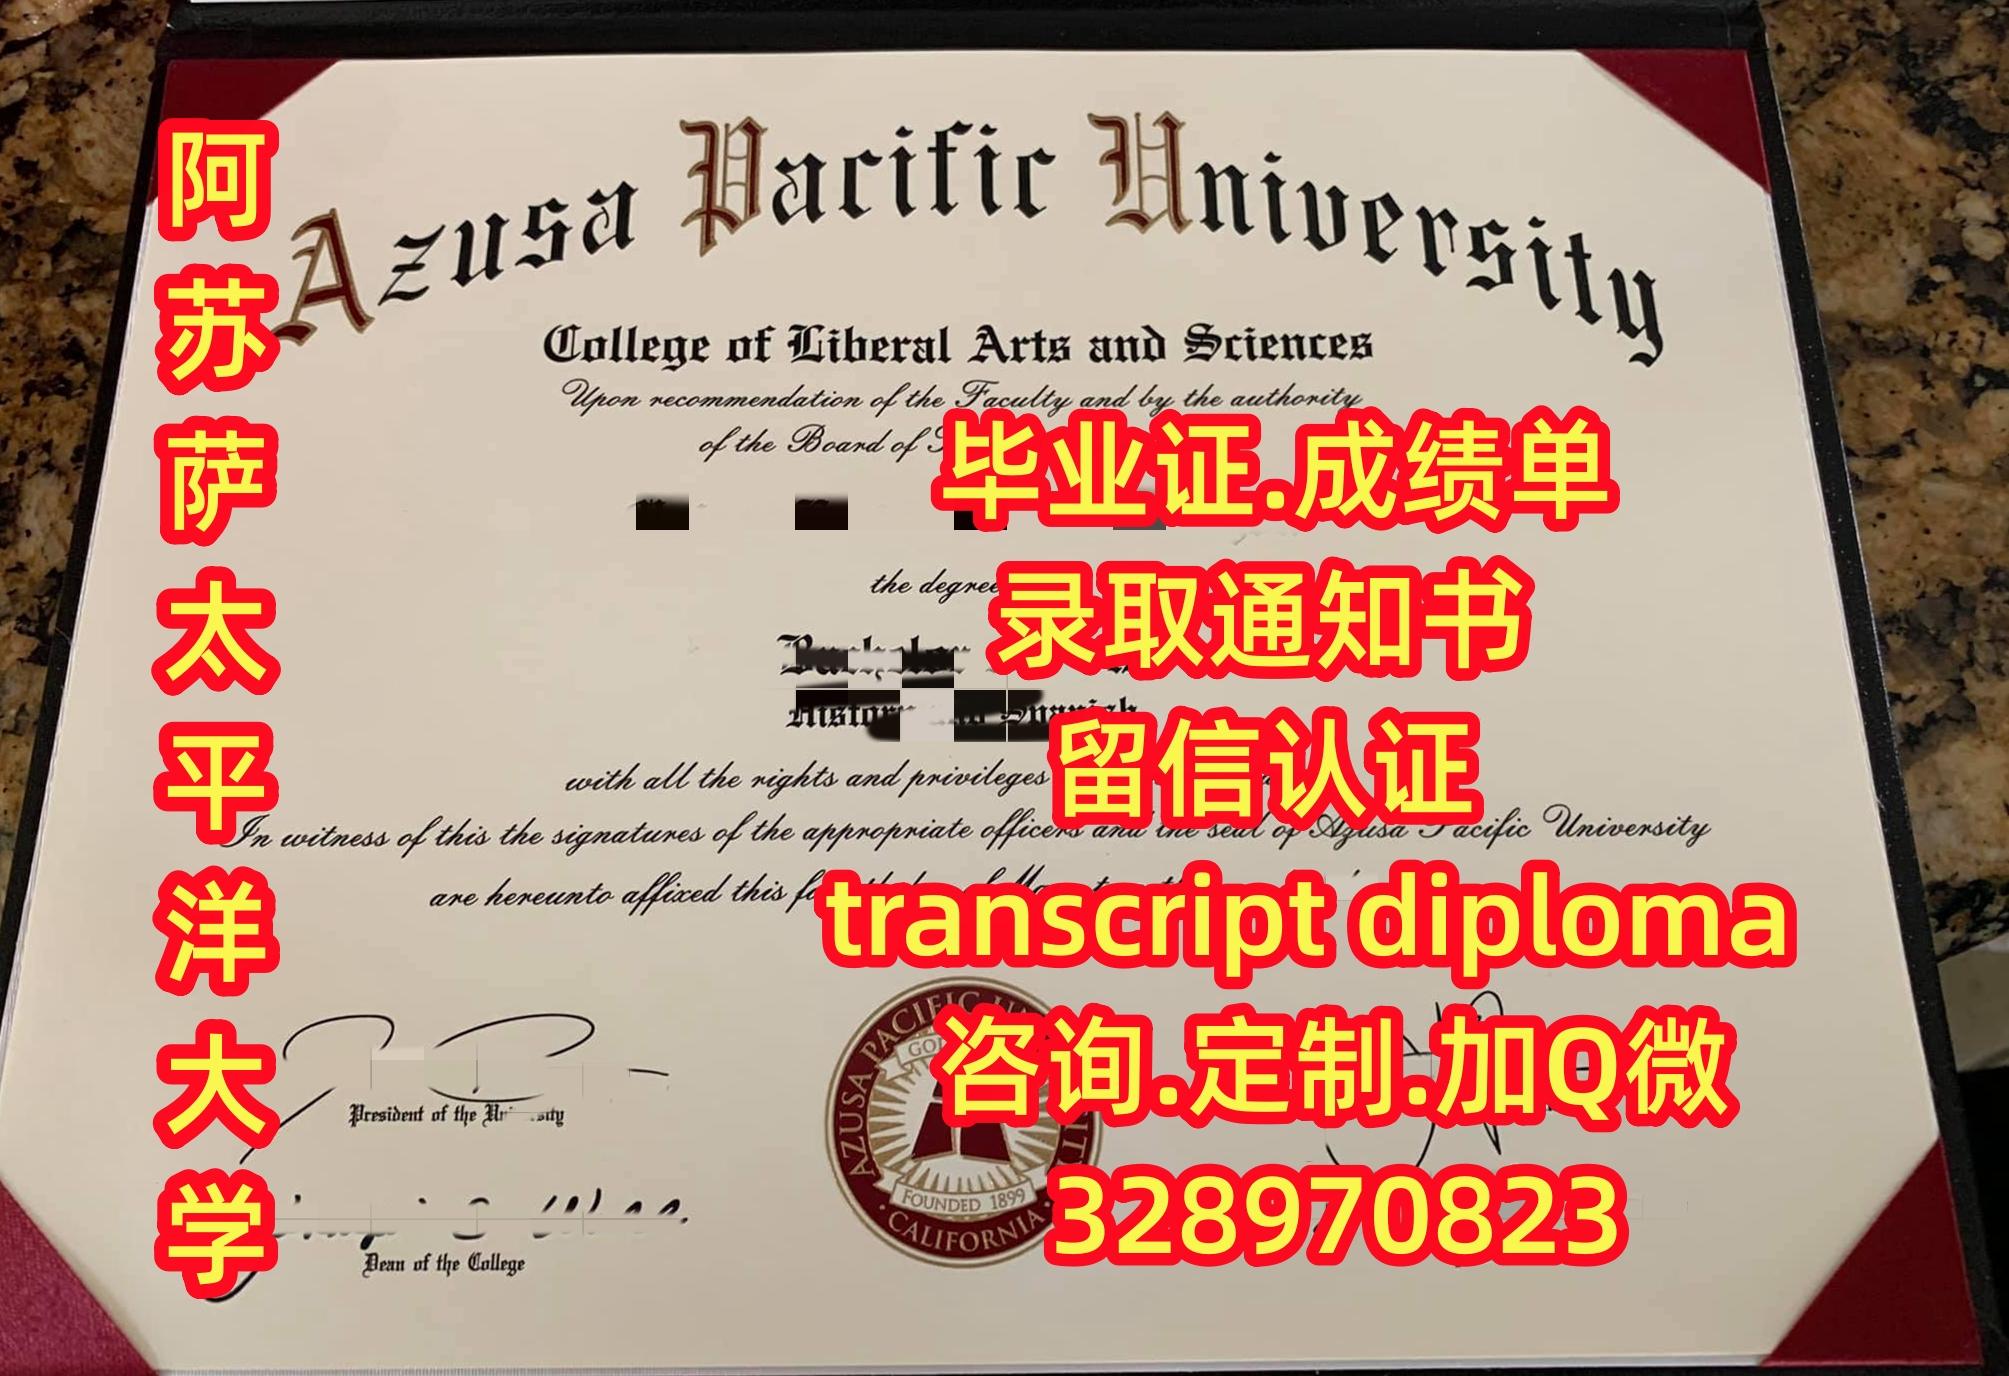 Azusa Pacific University
College of Liberal Arts and Sciences
Upon recommendation of the Faculty and by the authority
of the Board of
毕业证.成绩单
the degree
录取通知书
留信认证
with all the rights and privileges
In witness of this the signatures of the appropriate officers and the seal of Azusa Pacific University
are hereunto affixed this
transcript diploma
咨询.定制.加Q微
328970823
President of the
Dean of the College
AZUSA PACIFIC
FOUNDED 1899
CALIFORNIA
阿苏萨太平洋大学